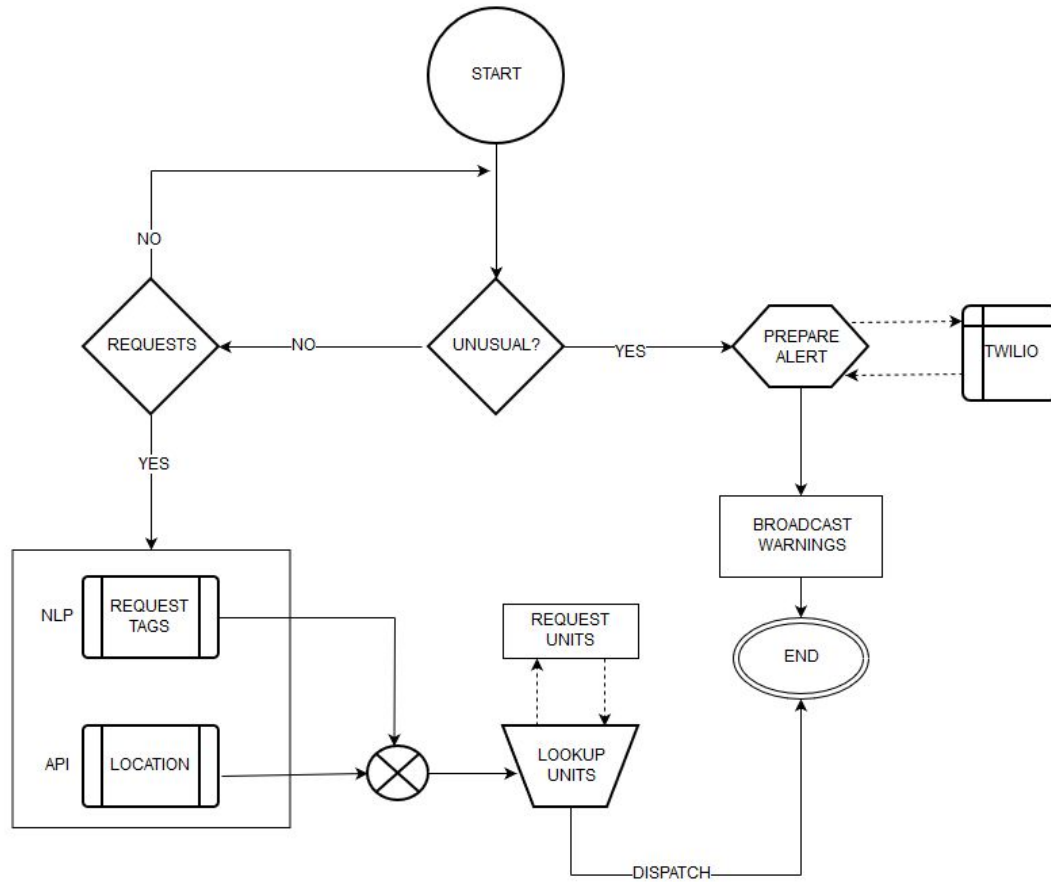 START
NO
REQUESTS
NO
UNUSUAL?
YES
PREPARE
ALERT
TWILIO
YES
BROADCAST
WARNINGS
NLP
REQUEST
TAGS
REQUEST
UNITS
END
API
LOCATION
LOOKUP
UNITS
DISPATCH